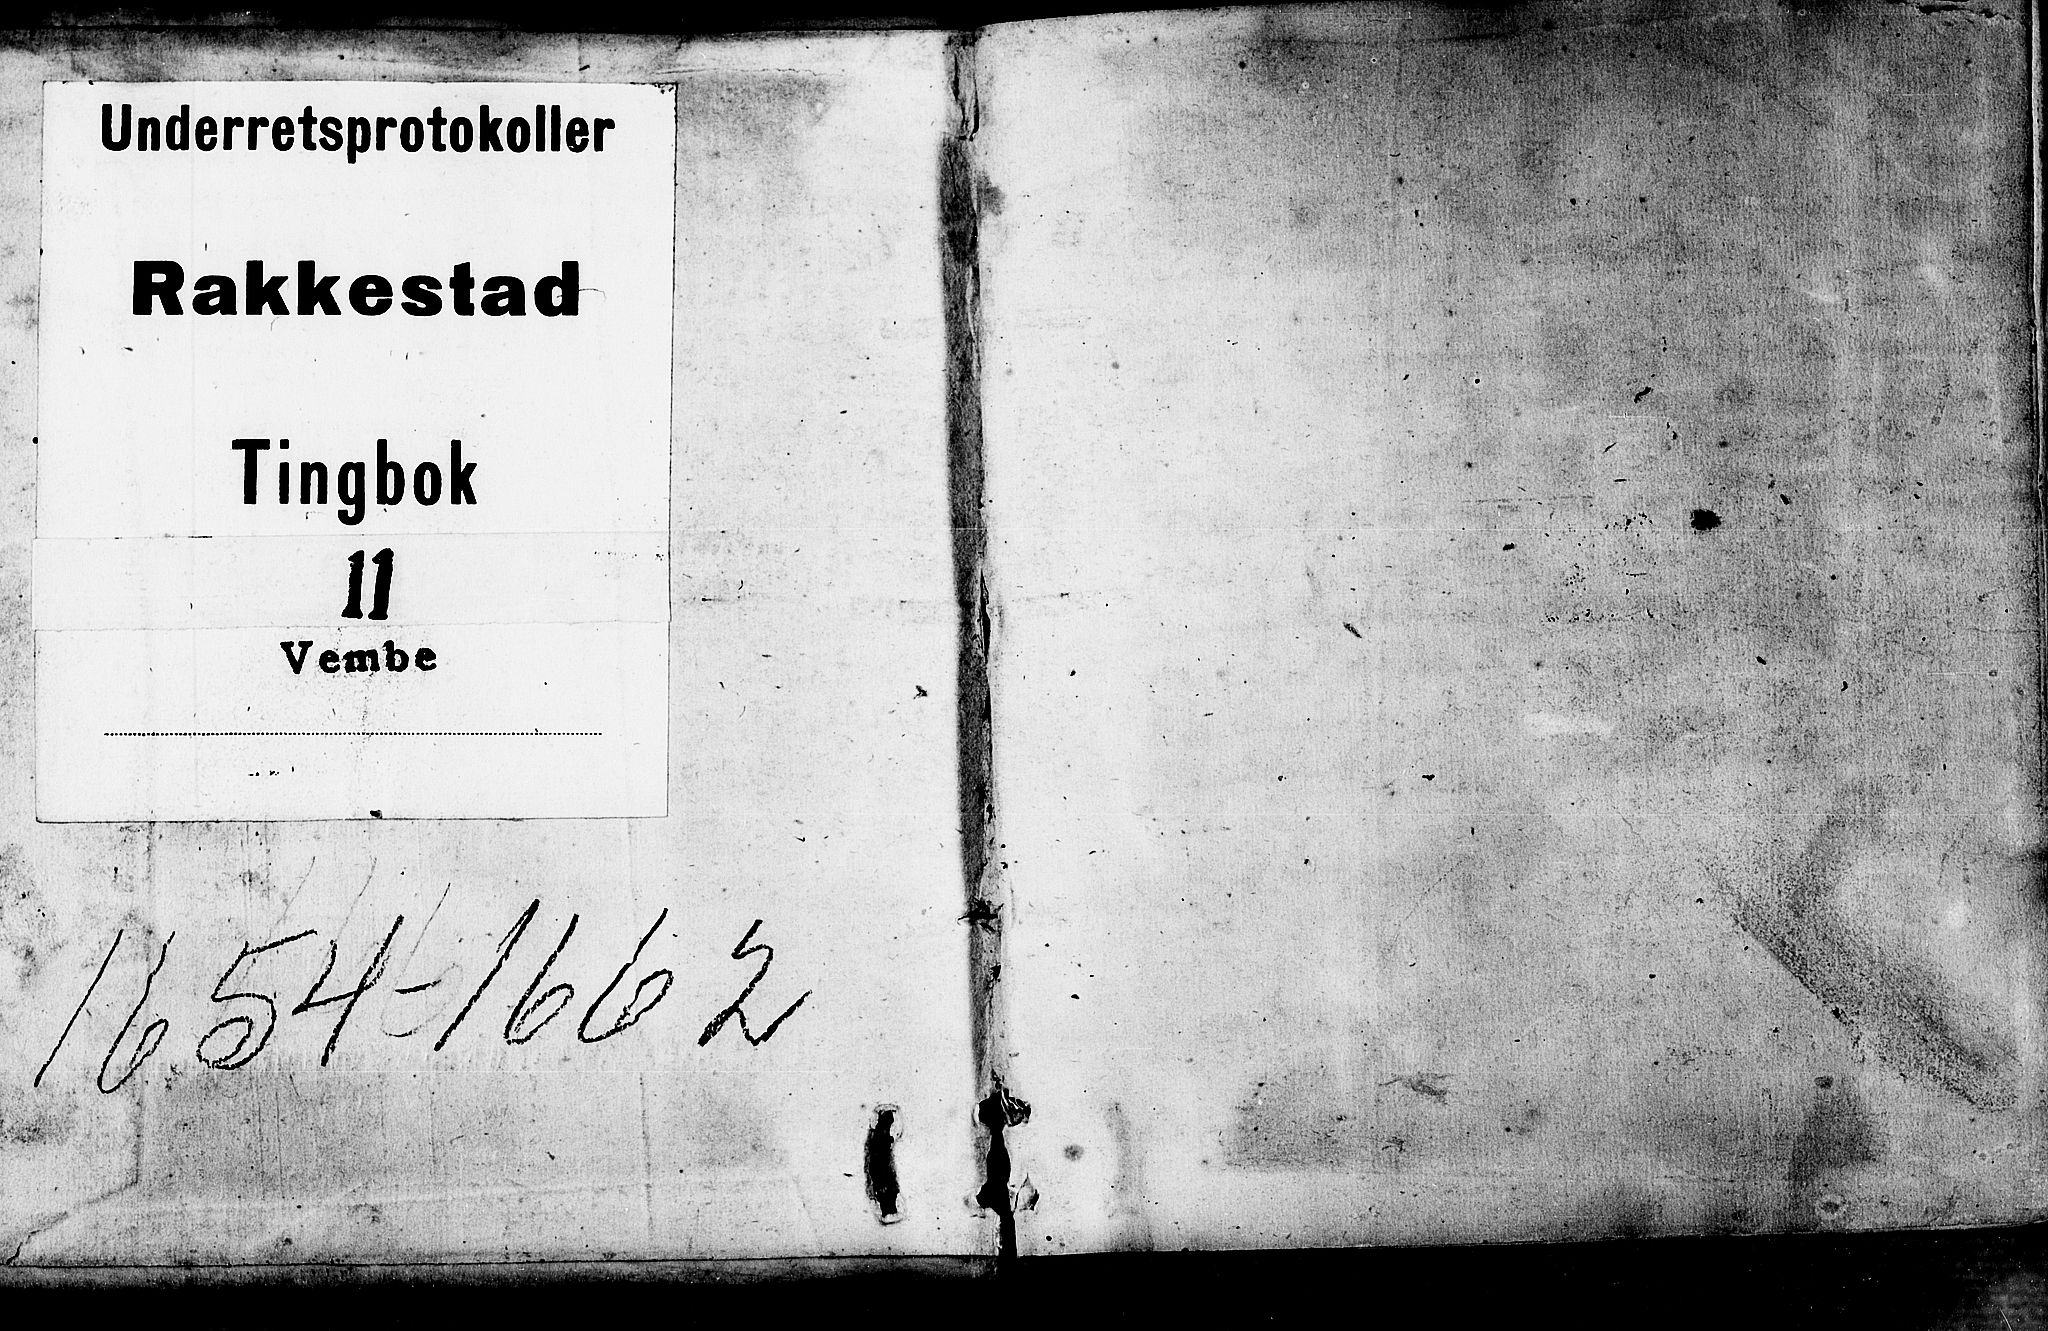 Underretsprotokoller
Rakkestad
Tingbok
11
Vembe
1654-1662